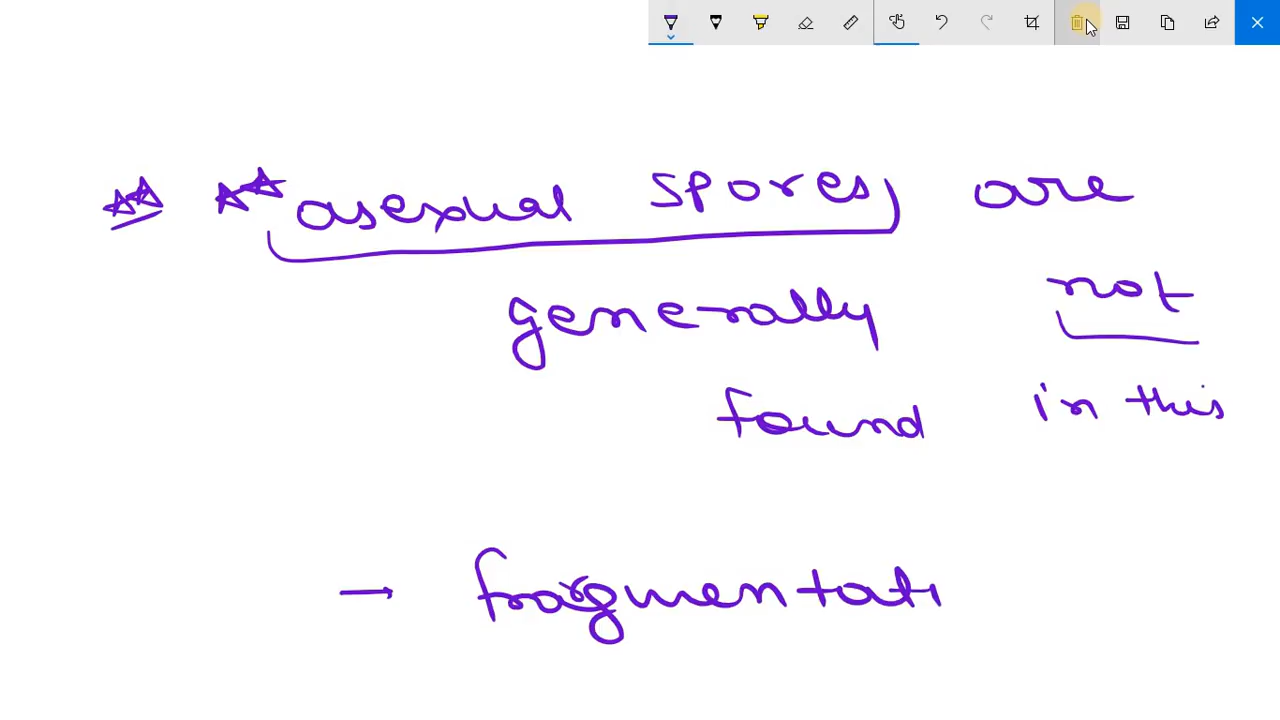 asexual spores are
generally not
found in this
→ fragmentati